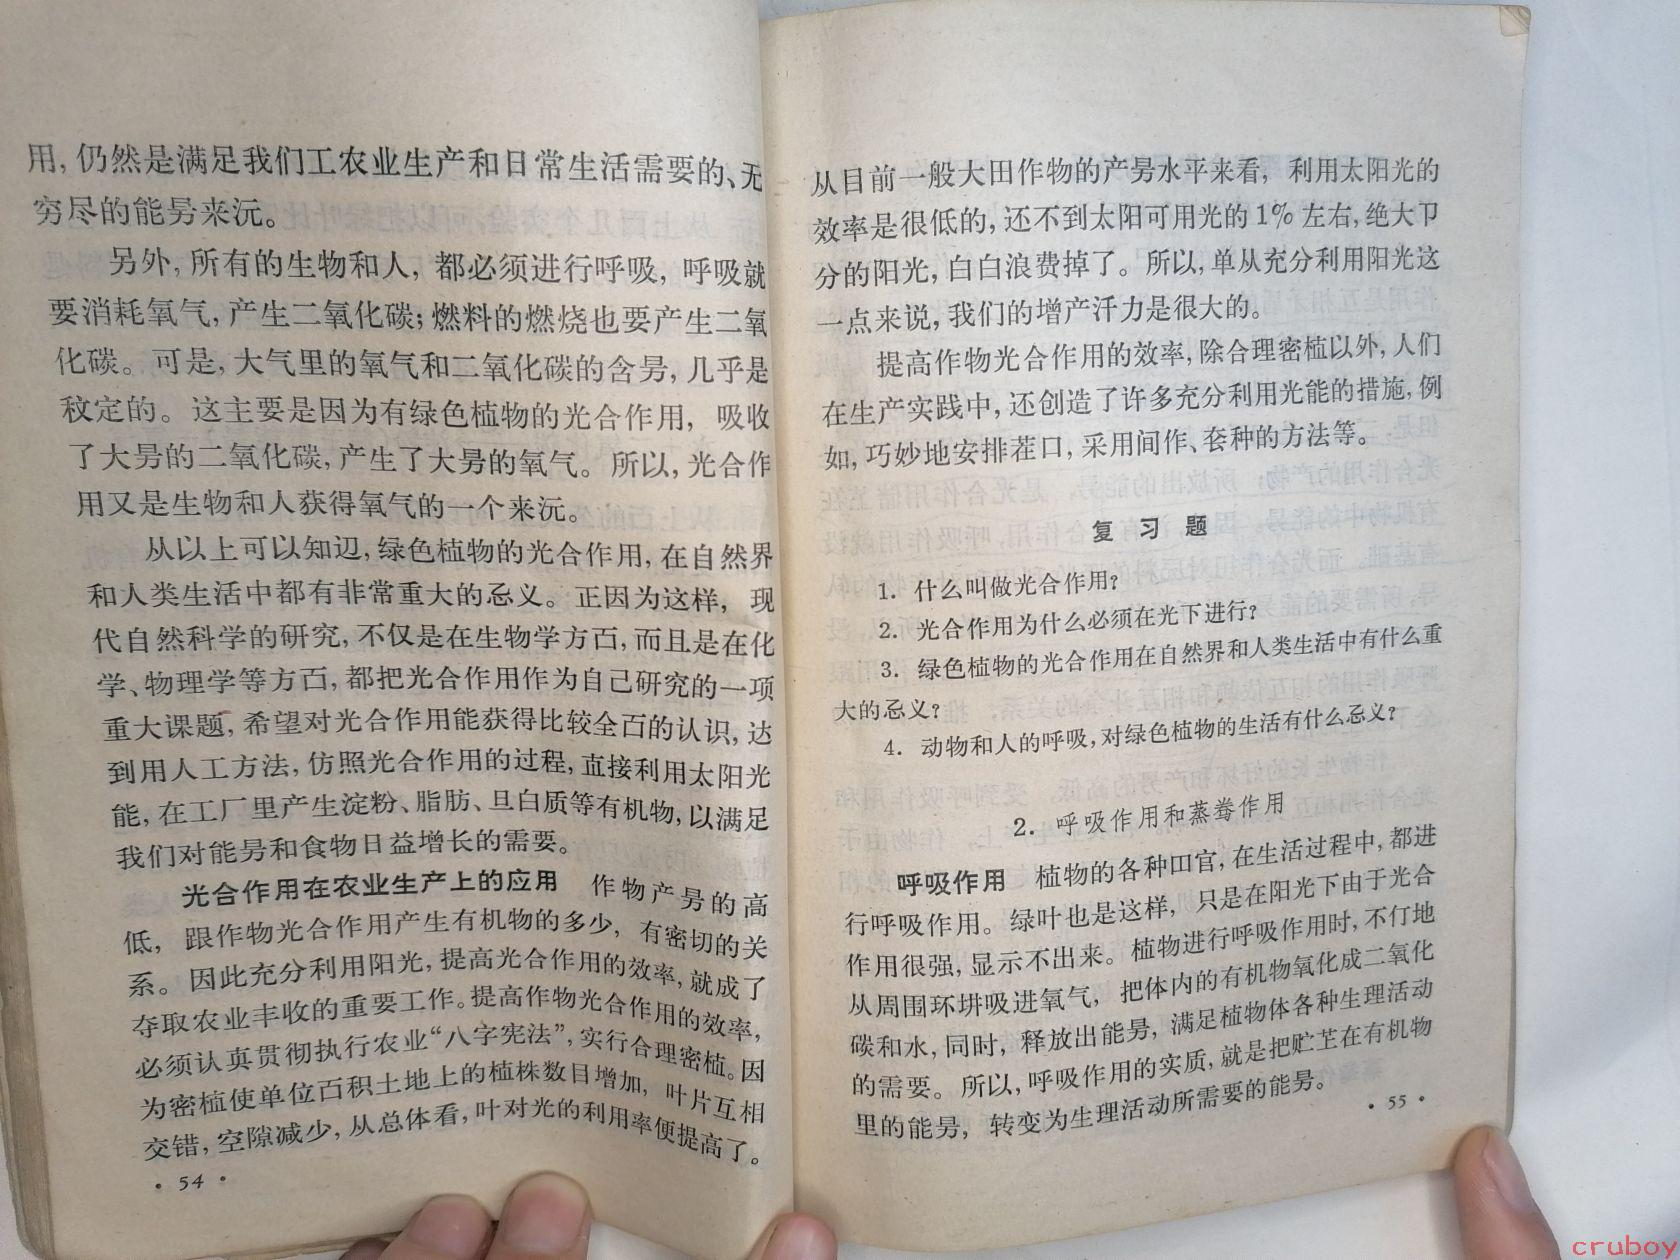 用,仍然是满足我们工农业生产和日常生活需要的、无
穷尽的能量来沅。
另外,所有的生物和人,都必须进行呼吸,呼吸就
要消耗氧气,产生二氧化碳;燃料的燃烧也要产生二氧
化碳。可是,大气里的氧气和二氧化碳的含量,几乎是
稳定的。这主要是因为有绿色植物的光合作用,吸收
了大量的二氧化碳,产生了大量的氧气。所以,光合作
用又是生物和人获得氧气的一个来沅。
从以上可以知辺,绿色植物的光合作用,在自然界
和人类生活中都有非常重大的意义。正因为这样,现
代自然科学的研究,不仅是在生物学方面,而且是在化
学、物理学等方面,都把光合作用作为自己研究的一项
重大课题,希望对光合作用能获得比较全面的认识,达
到用人工方法,仿照光合作用的过程,直接利用太阳光
能,在工厂里产生淀粉、脂肪、旦白质等有机物,以满足
我们对能量和食物日益增长的需要。
光合作用在农业生产上的应用 作物产量的高
低,跟作物光合作用产生有机物的多少,有密切的关
系。因此充分利用阳光,提高光合作用的效率,就成了
夺取农业丰收的重要工作。提高作物光合作用的效率,
必须认真贯彻执行农业“八字宪法”,实行合理密植。因
为密植使单位面积土地上的植株数目增加,叶片互相
交错,空隙减少,从总体看,叶对光的利用率便提高了。
• 54 •
从目前一般大田作物的产量水平来看,利用太阳光的
效率是很低的,还不到太阳可用光的1%左右,绝大卩
分的阳光,白白浪费掉了。所以,单从充分利用阳光这
一点来说,我们的增产汘力是很大的。
提高作物光合作用的效率,除合理密植以外,人们
在生产实践中,还创造了许多充分利用光能的措施,例
如,巧妙地安排茬口,采用间作、套种的方法等。
复 习 题
1. 什么叫做光合作用?
2. 光合作用为什么必须在光下进行?
3. 绿色植物的光合作用在自然界和人类生活中有什么重
大的意义?
4. 动物和人的呼吸,对绿色植物的生活有什么意义?
2. 呼吸作用和蒸誊作用
呼吸作用 植物的各种吅官,在生活过程中,都进
行呼吸作用。绿叶也是这样,只是在阳光下由于光合
作用很强,显示不出来。植物进行呼吸作用时,不仃地
从周围环境吸进氧气,把体内的有机物氧化成二氧化
碳和水,同时,释放出能量,满足植物体各种生理活动
的需要。所以,呼吸作用的实质,就是把贮在有机物
里的能量,转变为生理活动所需要的能量。
• 55 •
cruboy